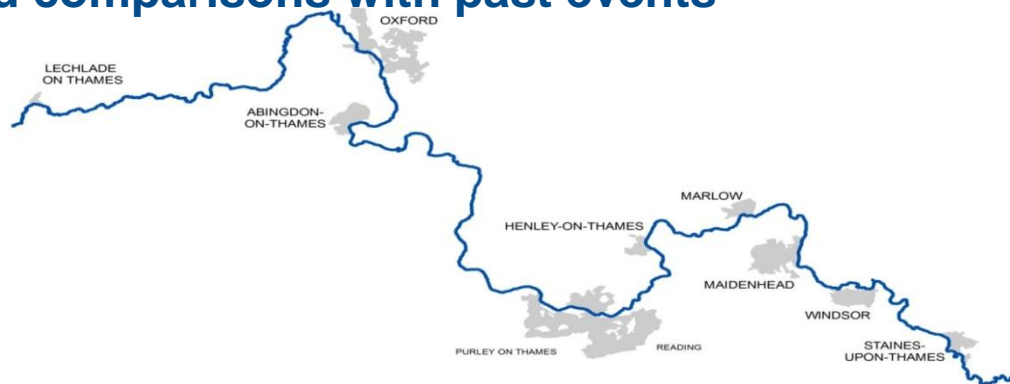 comparisons with past events
OXFORD
LECHLADE
ON THAMES
ABINGDON-
ON-THAMES
MARLOW
HENLEY-ON-THAMES
MAIDENHEAD
WINDSOR
STAINES-
UPON-THAMES
PURLEY ON THAMES
READING